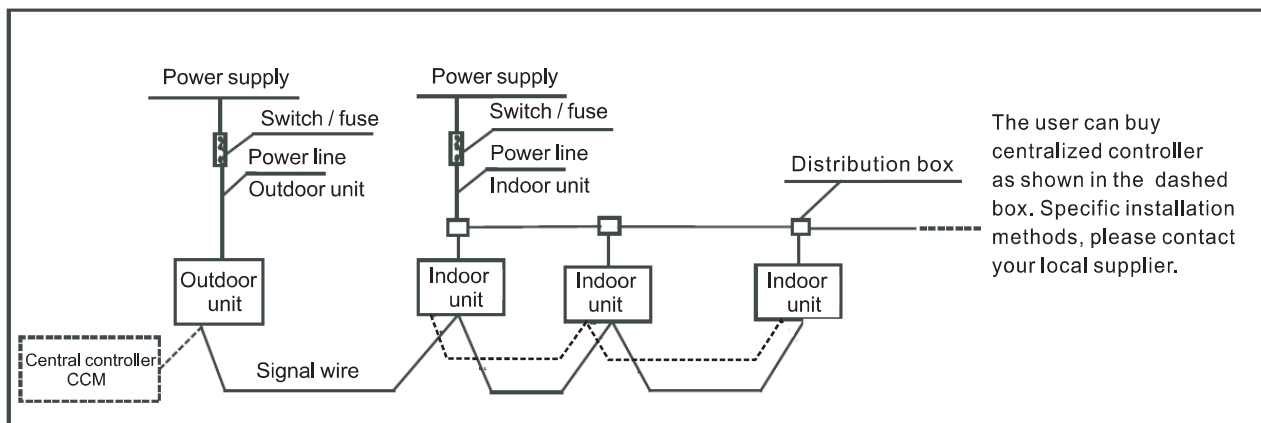 Power supply
Switch / fuse
Power line
Outdoor unit
Outdoor
unit
Central controller
CCM
Signal wire
Power supply
Switch / fuse
Power line
Indoor unit
Indoor
unit
Indoor
unit
Indoor
unit
Distribution box
The user can buy
centralized controller
as shown in the dashed
box. Specific installation
methods, please contact
your local supplier.